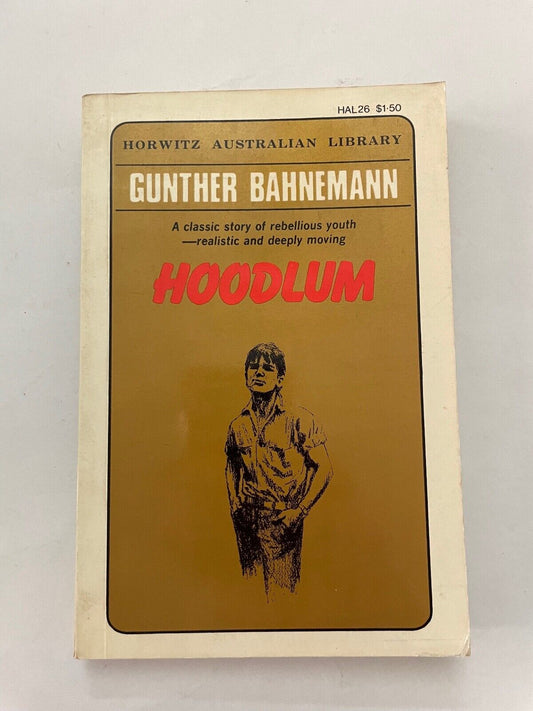 HAL26 $1·50
HORWITZ AUSTRALIAN LIBRARY
GUNTHER BAHNEMANN
A classic story of rebellious youth
—realistic and deeply moving
HOODLUM